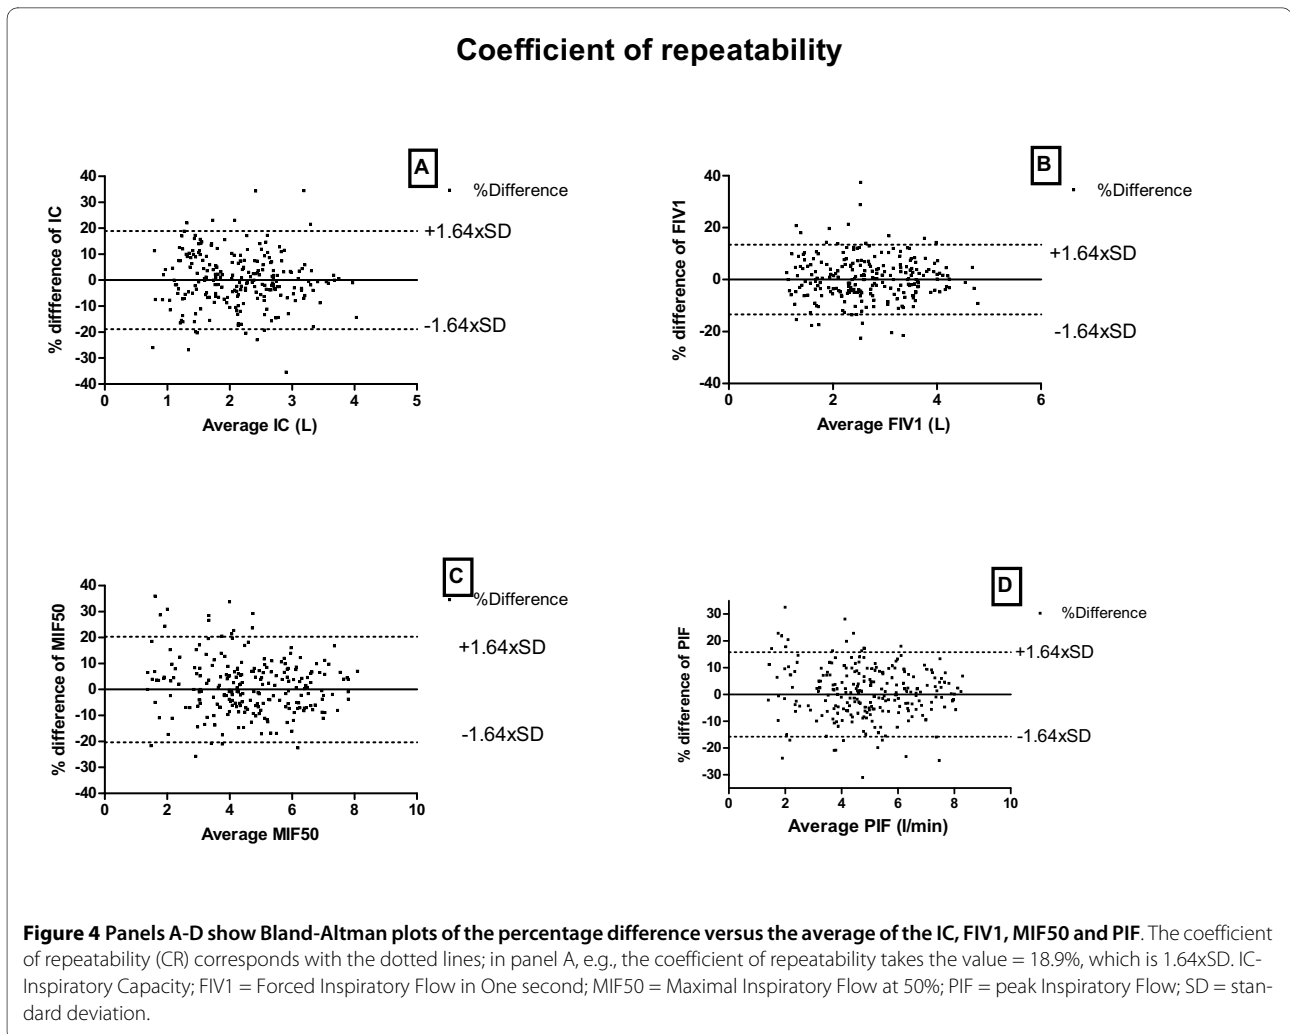 Coefficient of repeatability
A
%Difference
% difference of IC
40
30
20
10
0
-10
-20
-30
-40
+1.64xSD
-1.64xSD
0 1 2 3 4 5
Average IC (L)
B
%Difference
% difference of FIV1
40
20
0
-20
-40
+1.64xSD
-1.64xSD
0 2 4 6
Average FIV1 (L)
C
%Difference
% difference of MIF50
40
30
20
10
0
-10
-20
-30
-40
+1.64xSD
-1.64xSD
0 2 4 6 8 10
Average MIF50
D
%Difference
% difference of PIF
30
20
10
0
-10
-20
-30
+1.64xSD
-1.64xSD
0 2 4 6 8 10
Average PIF (l/min)
Figure 4 Panels A-D show Bland-Altman plots of the percentage difference versus the average of the IC, FIV1, MIF50 and PIF. The coefficient
of repeatability (CR) corresponds with the dotted lines; in panel A, e.g., the coefficient of repeatability takes the value = 18.9%, which is 1.64xSD. IC-
Inspiratory Capacity; FIV1 = Forced Inspiratory Flow in One second; MIF50 = Maximal Inspiratory Flow at 50%; PIF = peak Inspiratory Flow; SD = stan-
dard deviation.